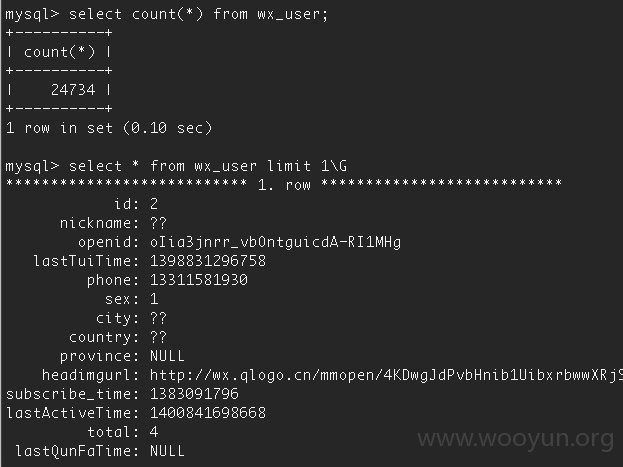 mysql> select count(*) from wx_user;
+----------+
| count(*) |
+----------+
|    24734 |
+----------+
1 row in set (0.10 sec)
mysql> select * from wx_user limit 1\G
*************************** 1. row ***************************
            id: 2
      nickname: ??
        openid: oIia3jnrr_vbOntguicdA-RI1MHg
   lastTuiTime: 1398831296758
         phone: 13311581930
           sex: 1
          city: ??
       country: ??
      province: NULL
    headimgurl: http://wx.qlogo.cn/mmopen/4KDwgJdPvbHnib1UibxrbwwXRjS
subscribe_time: 1383091796
lastActiveTime: 1400841698668
         total: 4
 lastQunFaTime: NULL
www.wooyun.org